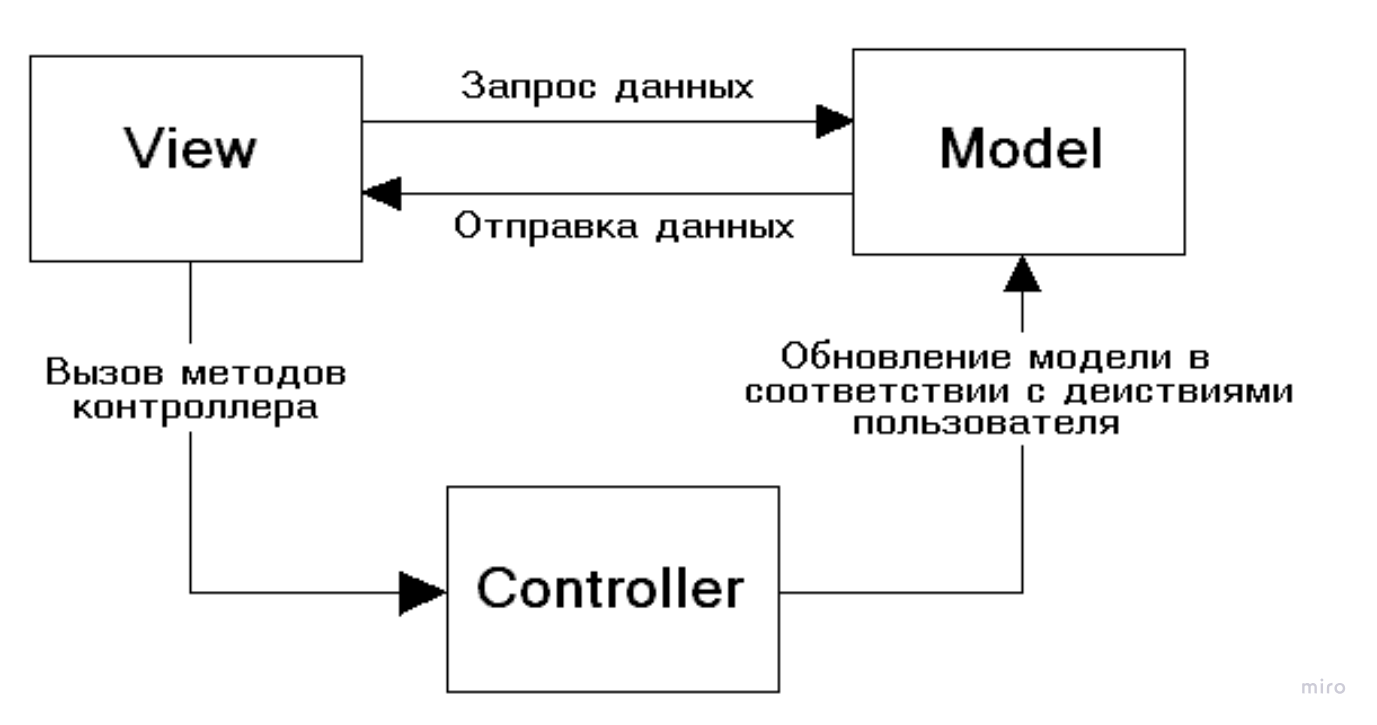 View
Запрос данных
Model
Отправка данных
Вызов методов
контроллера
Обновление модели в
соответствии с деиствиями
пользователя
Controller
miro